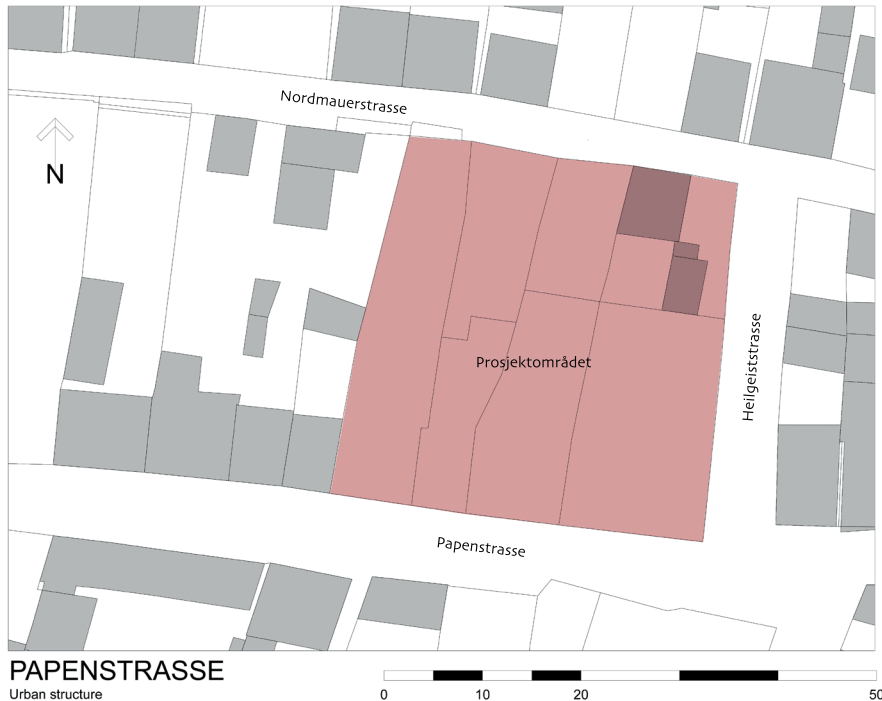 Nordmauerstrasse
N
Prosjektområdet
Heilgeiststrasse
Papenstrasse
PAPENSTRASSE
Urban structure
0 10 20 50